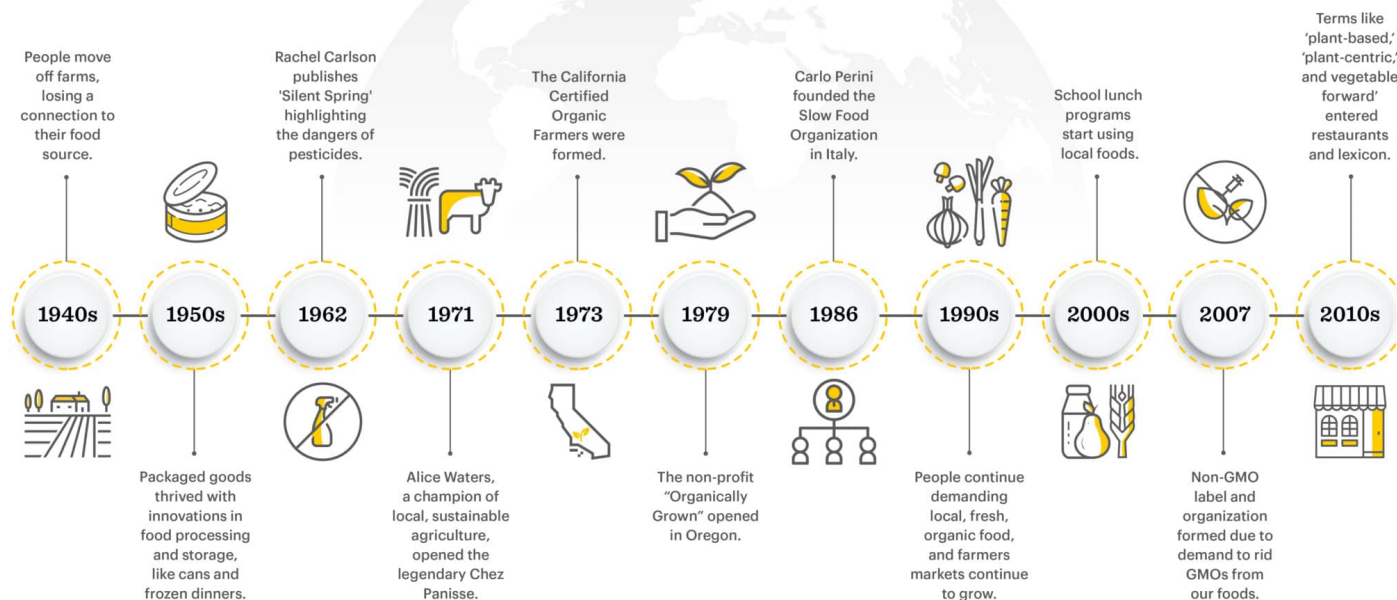 People move
off farms,
losing a
connection to
their food
source.
Rachel Carlson
publishes
'Silent Spring'
highlighting
the dangers of
pesticides.
The California
Certified
Organic
Farmers were
formed.
Carlo Perini
founded the
Slow Food
Organization
in Italy.
School lunch
programs
start using
local foods.
Terms like
'plant-based,'
'plant-centric,'
and vegetable
forward'
entered
restaurants
and lexicon.
1940s
1950s
1962
1971
1973
1979
1986
1990s
2000s
2007
2010s
Packaged goods
thrived with
innovations in
food processing
and storage,
like cans and
frozen dinners.
Alice Waters,
a champion of
local, sustainable
agriculture,
opened the
legendary Chez
Panisse.
The non-profit
“Organically
Grown” opened
in Oregon.
People continue
demanding
local, fresh,
organic food,
and farmers
markets continue
to grow.
Non-GMO
label and
organization
formed due to
demand to rid
GMOs from
our foods.